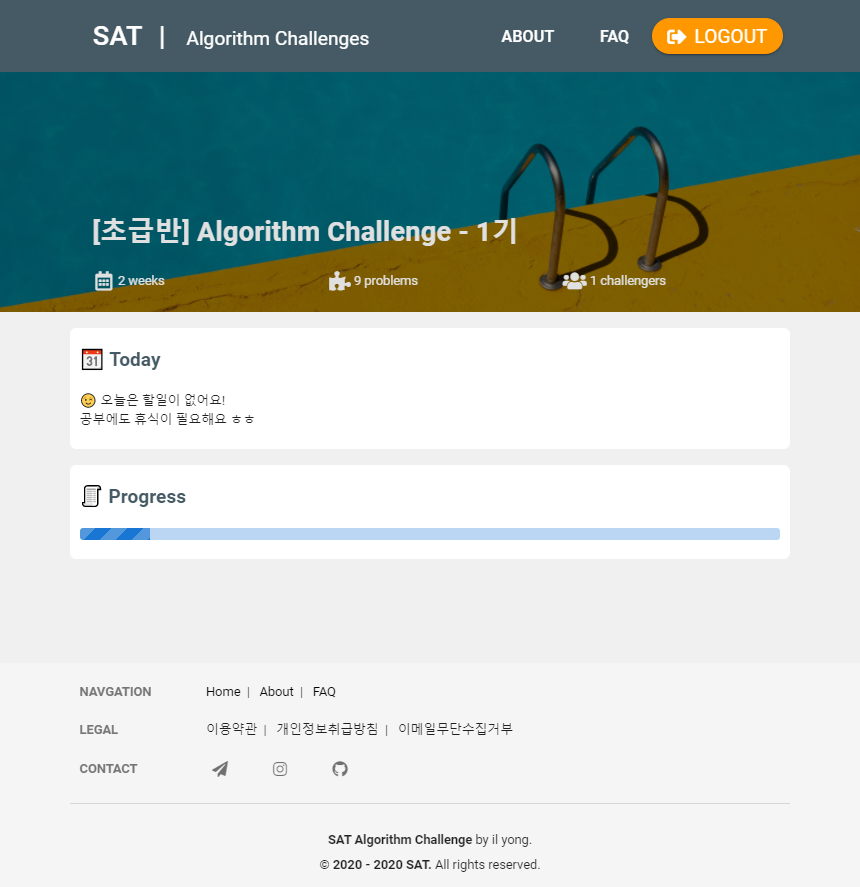 SAT | Algorithm Challenges ABOUT FAQ LOGOUT
[초급반] Algorithm Challenge - 1기
2 weeks 9 problems 1 challengers
31 Today
오늘은 할일이 없어요!
공부에도 휴식이 필요해요 ㅎㅎ
Progress
NAVGATION Home | About | FAQ
LEGAL 이용약관 | 개인정보취급방침 | 이메일무단수집거부
CONTACT
SAT Algorithm Challenge by il yong.
© 2020 - 2020 SAT. All rights reserved.